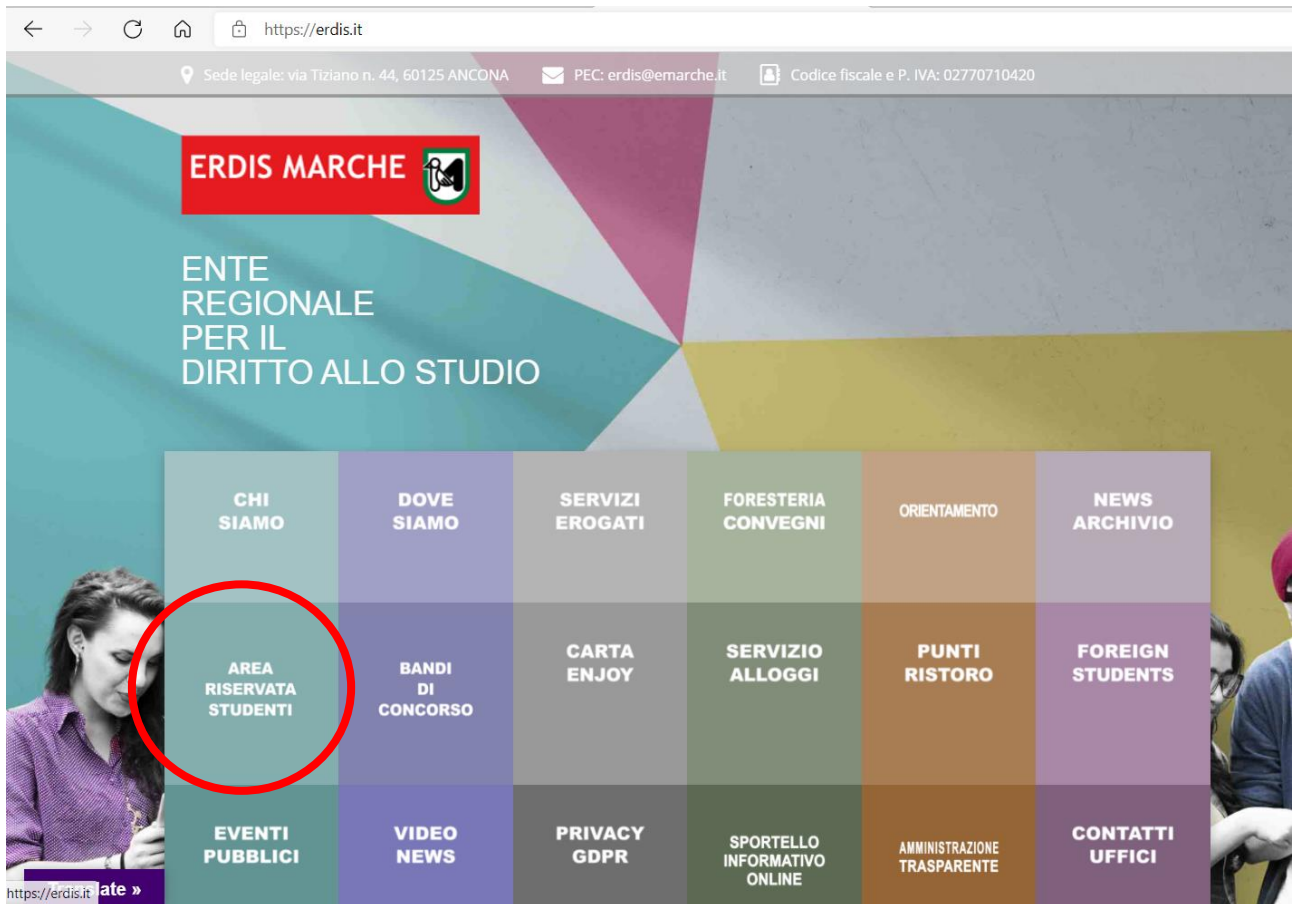 https://erdis.it
Sede legale: via Tiziano n. 44, 60125 ANCONA
PEC: erdis@emarche.it
Codice fiscale e P. IVA: 02770710420
ERDIS MARCHE
ENTE
REGIONALE
PER IL
DIRITTO ALLO STUDIO
CHI
SIAMO
DOVE
SIAMO
SERVIZI
EROGATI
FORESTERIA
CONVEGNI
ORIENTAMENTO
NEWS
ARCHIVIO
AREA
RISERVATA
STUDENTI
BANDI
DI
CONCORSO
CARTA
ENJOY
SERVIZIO
ALLOGGI
PUNTI
RISTORO
FOREIGN
STUDENTS
EVENTI
PUBBLICI
VIDEO
NEWS
PRIVACY
GDPR
SPORTELLO
INFORMATIVO
ONLINE
AMMINISTRAZIONE
TRASPARENTE
CONTATTI
UFFICI
Translate »
https://erdis.it